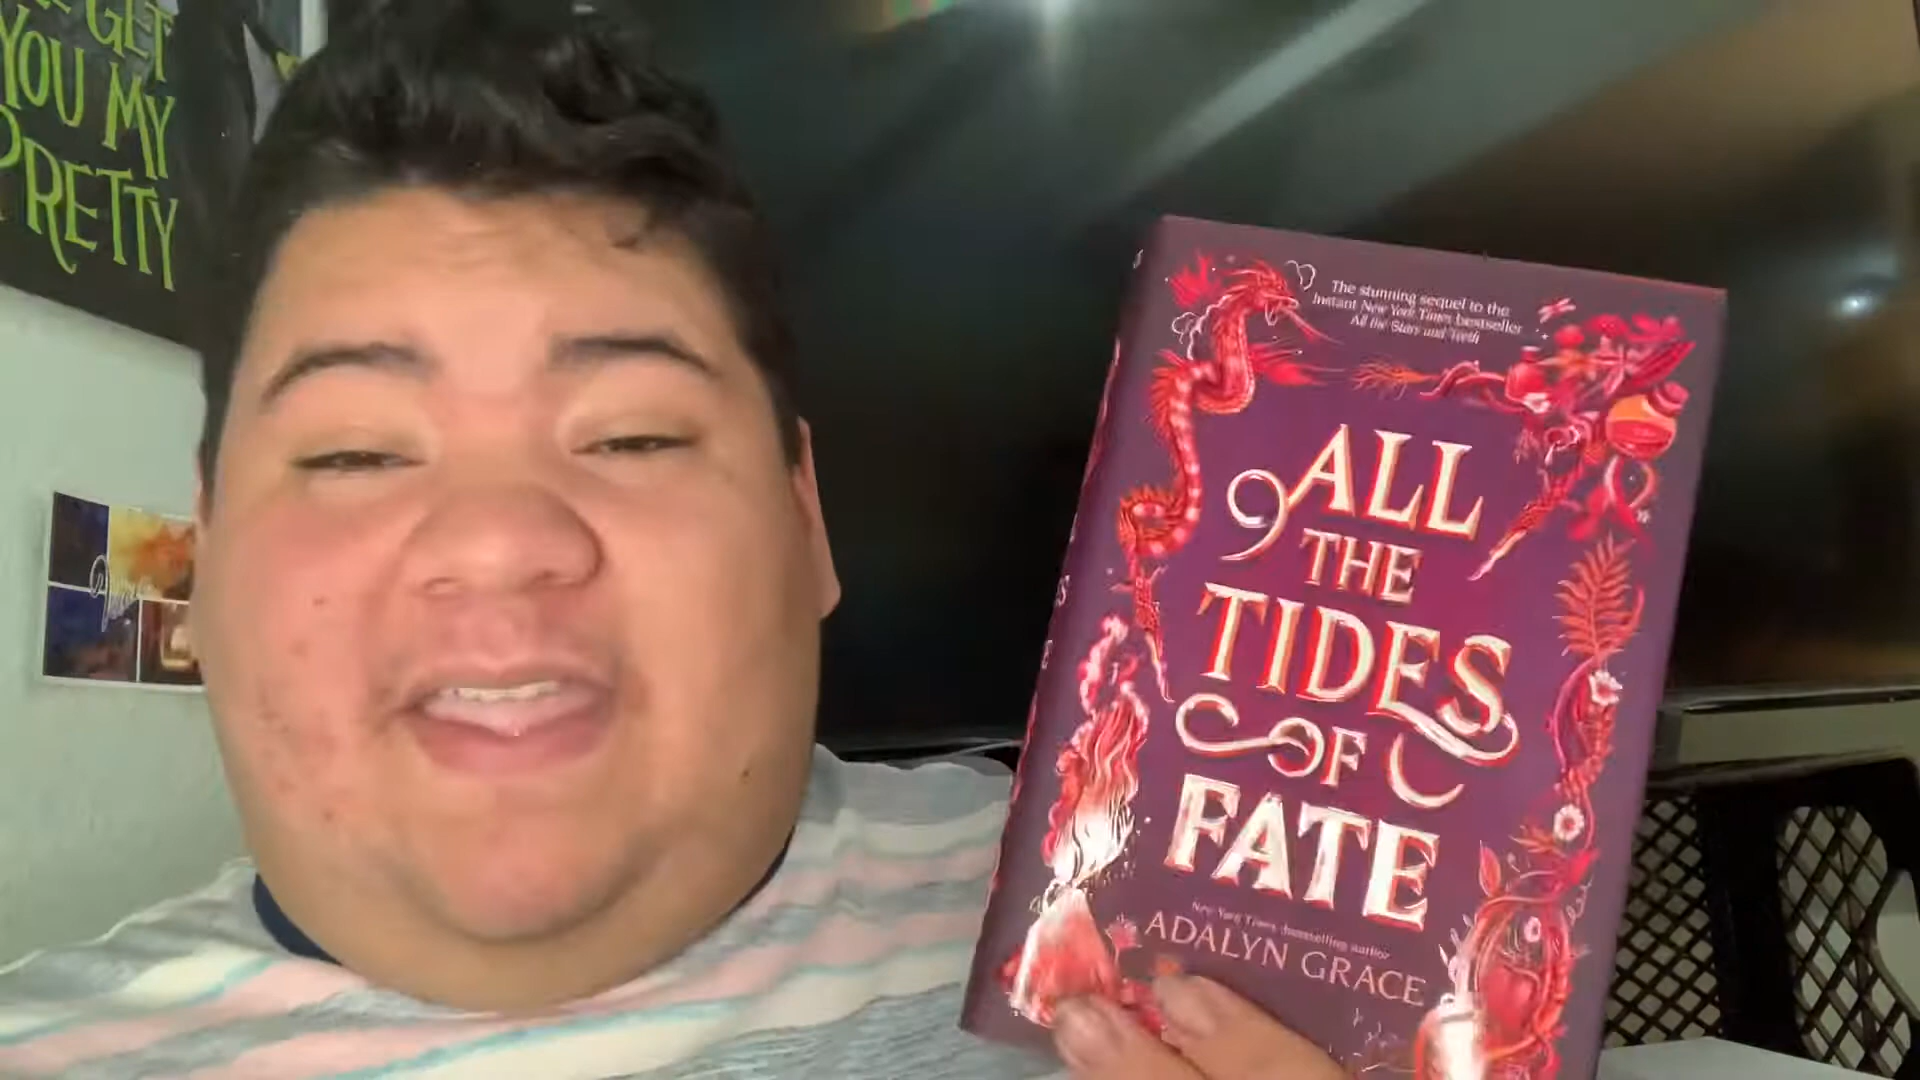 GET
YOU MY
PRETTY
The stunning sequel to the
Instant New York Times bestseller
All the Stars and Teeth
ALL
THE
TIDES
OF
FATE
New York Times bestselling author
ADALYN GRACE